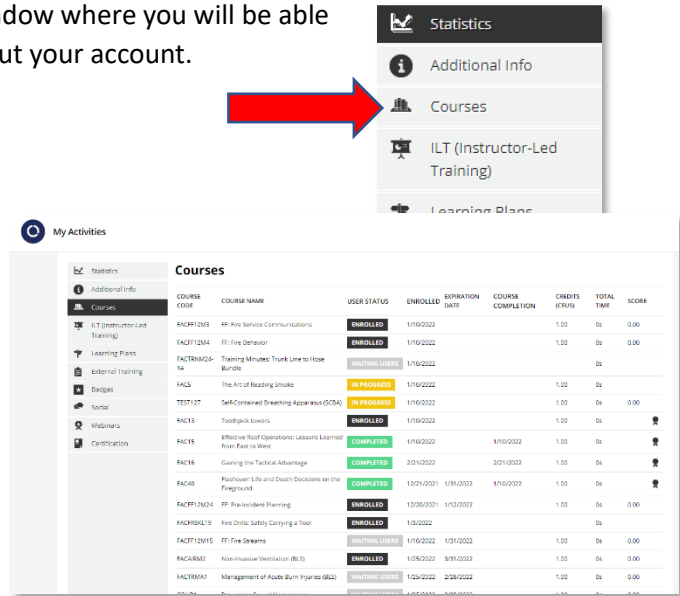 ndow where you will be able
ut your account.
Statistics
Additional Info
Courses
ILT (Instructor-Led
Training)
Learning Plans
My Activities
Statistics
Additional Info
Courses
ILT (Instructor-Led
Training)
Learning Plans
External Training
Badges
Social
Webinars
Certification
Courses
COURSE CODE COURSE NAME USER STATUS ENROLLED EXPIRATION DATE COURSE COMPLETION CREDITS (CEUS) TOTAL TIME SCORE
FACFF12M3 FF: Fire Service Communications ENROLLED 1/10/2022 1.00 0s 0.00
FACFF12M4 FF: Fire Behavior ENROLLED 1/10/2022 1.00 0s 0.00
FACTRNM24-
14 Training Minutes: Trunk Line to Hose
Bundle WAITING USERS 1/10/2022 0s
FAC5 The Art of Reading Smoke IN PROGRESS 1/10/2022 1.00 0s
TEST127 Self-Contained Breathing Apparatus (SCBA) IN PROGRESS 1/10/2022 1.00 0s 0.00
FAC13 Toothpick towers ENROLLED 1/10/2022 1.00 0s
FAC15 Effective Roof Operations: Lessons Learned
from East to West COMPLETED 1/10/2022 1/10/2022 1.00 0s
FAC16 Gaining the Tactical Advantage COMPLETED 2/21/2022 2/21/2022 1.00 0s
FAC40 Flashover: Life and Death Decisions on the
Fireground COMPLETED 12/21/2021 1/31/2022 1/10/2022 1.00 0s
FACFF12M24 FF: Pre-Incident Planning ENROLLED 12/28/2021 1/12/2022 1.00 0s 0.00
Fire Drills: Safely Carrying a Tool ENROLLED 1/3/2022 0s
FACFF12M15 FF: Fire Streams WAITING USERS 1/10/2022 1/31/2022 1.00 0s 0.00
FACAIRM2 Non-Invasive Ventilation (BLS) ENROLLED 1/25/2022 3/31/2022 1.00 0s 0.00
FACTRMA1 Management of Acute Burn Injuries (BLS) WAITING USERS 1/25/2022 2/28/2022 1.00 0s 0.00